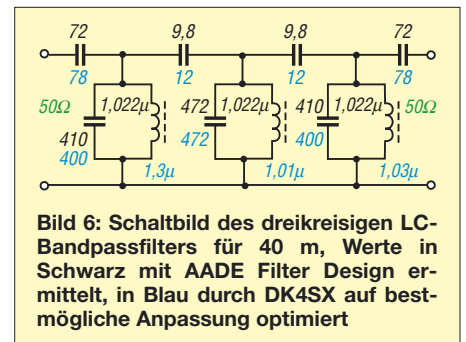 72 9,8 9,8 72
78 12 12 78
50Ω 1,022µ 472 1,022µ 410 1,022µ 50Ω
410 472 400
400
1,3µ 1,01µ 1,03µ
Bild 6: Schaltbild des dreikreisigen LC-
Bandpassfilters für 40 m, Werte in
Schwarz mit AADE Filter Design er-
mittelt, in Blau durch DK4SX auf best-
mögliche Anpassung optimiert